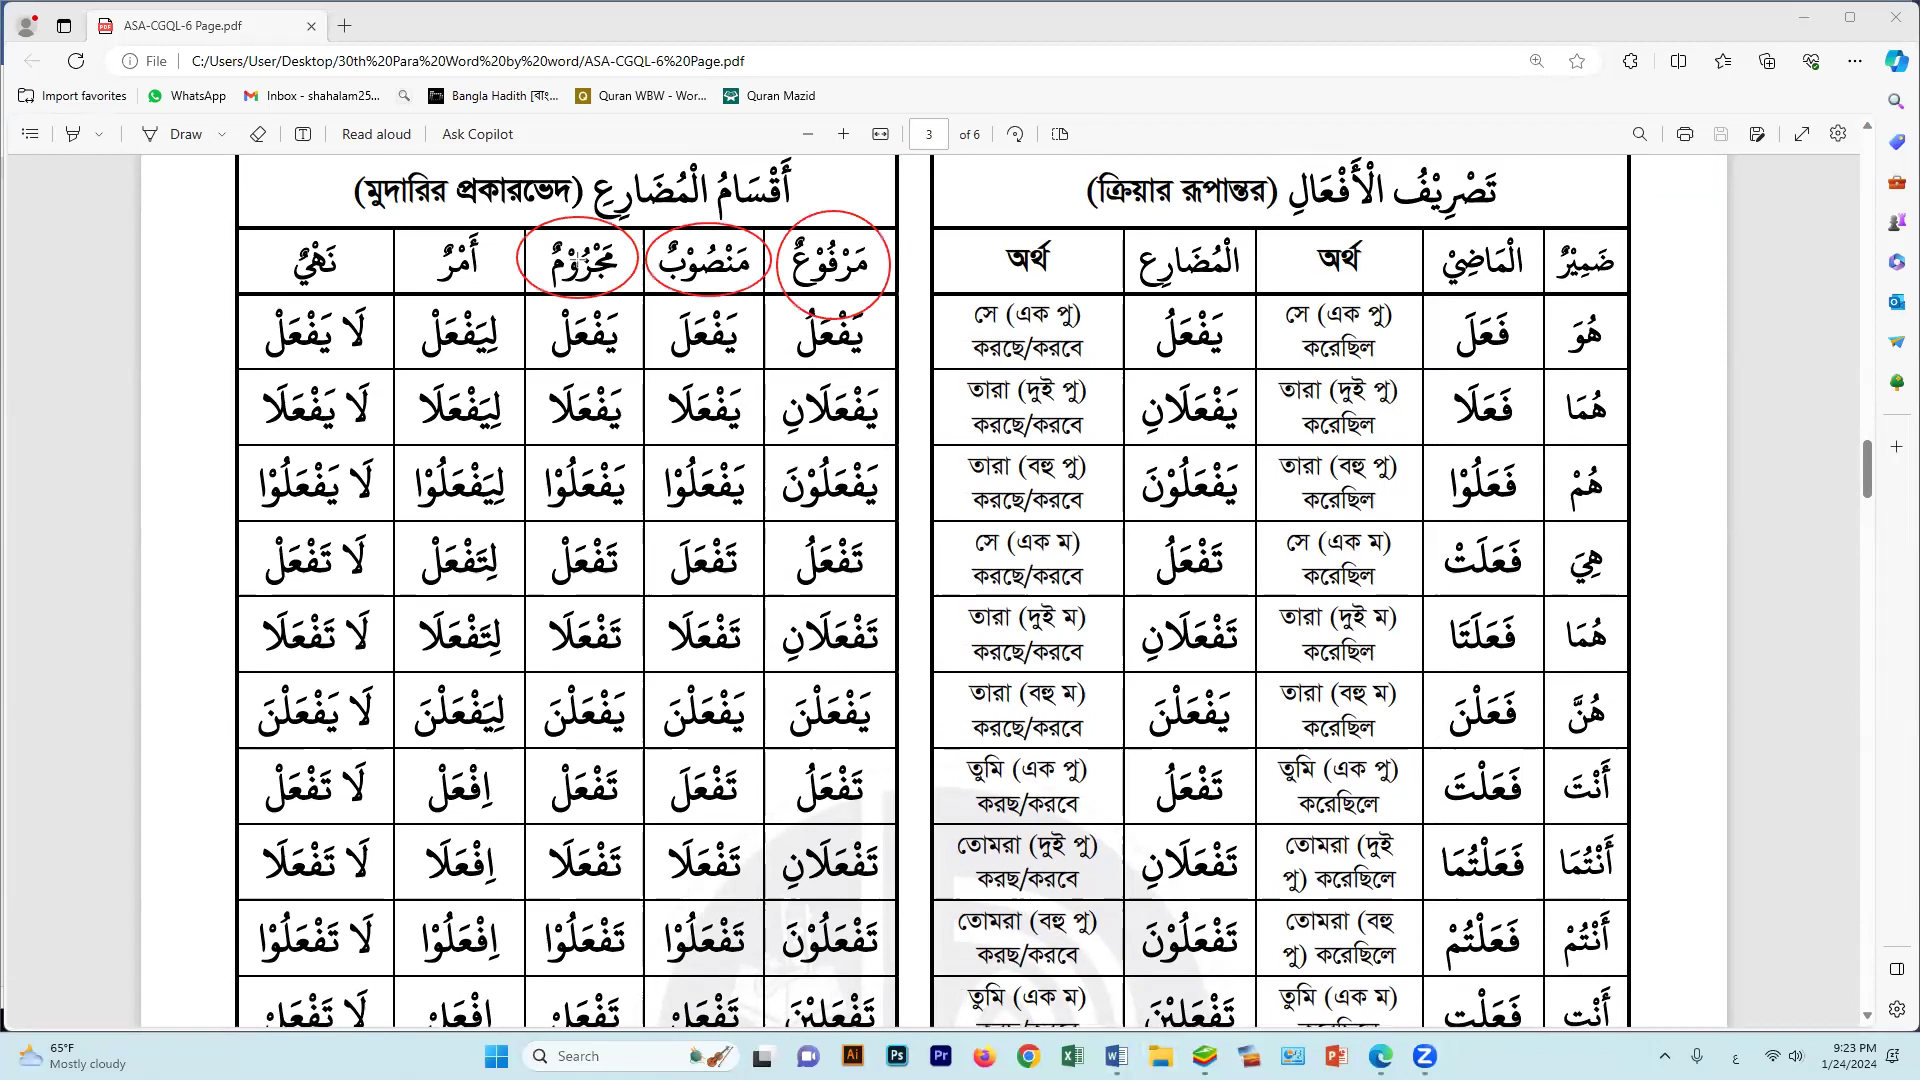 ASA-CGQL-6 Page.pdf
File C:/Users/User/Desktop/30th%20Para%20Word%20by%20word/ASA-CGQL-6%20Page.pdf
Import favorites WhatsApp Inbox - shahalam25... Bangla Hadith [বাং... Quran WBW - Wor... Quran Mazid
Draw Read aloud Ask Copilot 3 of 6
تَصْرِيْفُ الْأَفْعَالِ (ক্রিয়ার রূপান্তর)
ضَمِيْرٌ الْمَاضِيْ অর্থ الْمُضَارِع অর্থ
هُوَ فَعَلَ সে (এক পু) করেছিল يَفْعَلُ সে (এক পু) করছে/করবে
هُمَا فَعَلَا তারা (দুই পু) করেছিল يَفْعَلَانِ তারা (দুই পু) করছে/করবে
هُمْ فَعَلُوْا তারা (বহু পু) করেছিল يَفْعَلُوْنَ তারা (বহু পু) করছে/করবে
هِيَ فَعَلَتْ সে (এক ম) করেছিল تَفْعَلُ সে (এক ম) করছে/করবে
هُمَا فَعَلَتَا তারা (দুই ম) করেছিল تَفْعَلَانِ তারা (দুই ম) করছে/করবে
هُنَّ فَعَلْنَ তারা (বহু ম) করেছিল يَفْعَلْنَ তারা (বহু ম) করছে/করবে
أَنْتَ فَعَلْتَ তুমি (এক পু) করেছিলে تَفْعَلُ তুমি (এক পু) করছ/করবে
أَنْتُمَا فَعَلْتُمَا তোমরা (দুই পু) করেছিলে تَفْعَلَانِ তোমরা (দুই পু) করছ/করবে
أَنْتُمْ فَعَلْتُمْ তোমরা (বহু পু) করেছিলে تَفْعَلُوْنَ তোমরা (বহু পু) করছ/করবে
أَنْتِ فَعَلْتِ তুমি (এক ম) تَفْعَلِيْنَ তুমি (এক ম)
أَقْسَامُ الْمُضَارِعِ (মুদারির প্রকারভেদ)
مَرْفُوْعٌ مَنْصُوْبٌ مَجْزُوْمٌ أَمْرٌ نَهْيٌ
يَفْعَلُ يَفْعَلَ يَفْعَلْ لِيَفْعَلْ لَا يَفْعَلْ
يَفْعَلَانِ يَفْعَلَا يَفْعَلَا لِيَفْعَلَا لَا يَفْعَلَا
يَفْعَلُوْنَ يَفْعَلُوْا يَفْعَلُوْا لِيَفْعَلُوْا لَا يَفْعَلُوْا
تَفْعَلُ تَفْعَلَ تَفْعَلْ لِتَفْعَلْ لَا تَفْعَلْ
تَفْعَلَانِ تَفْعَلَا تَفْعَلَا لِتَفْعَلَا لَا تَفْعَلَا
يَفْعَلْنَ يَفْعَلْنَ يَفْعَلْنَ لِيَفْعَلْنَ لَا يَفْعَلْنَ
تَفْعَلُ تَفْعَلَ تَفْعَلْ اِفْعَلْ لَا تَفْعَلْ
تَفْعَلَانِ تَفْعَلَا تَفْعَلَا اِفْعَلَا لَا تَفْعَلَا
تَفْعَلُوْنَ تَفْعَلُوْا تَفْعَلُوْا اِفْعَلُوْا لَا تَفْعَلُوْا
تَفْعَلِيْنَ
65°F
Mostly cloudy
Search
9:23 PM
1/24/2024